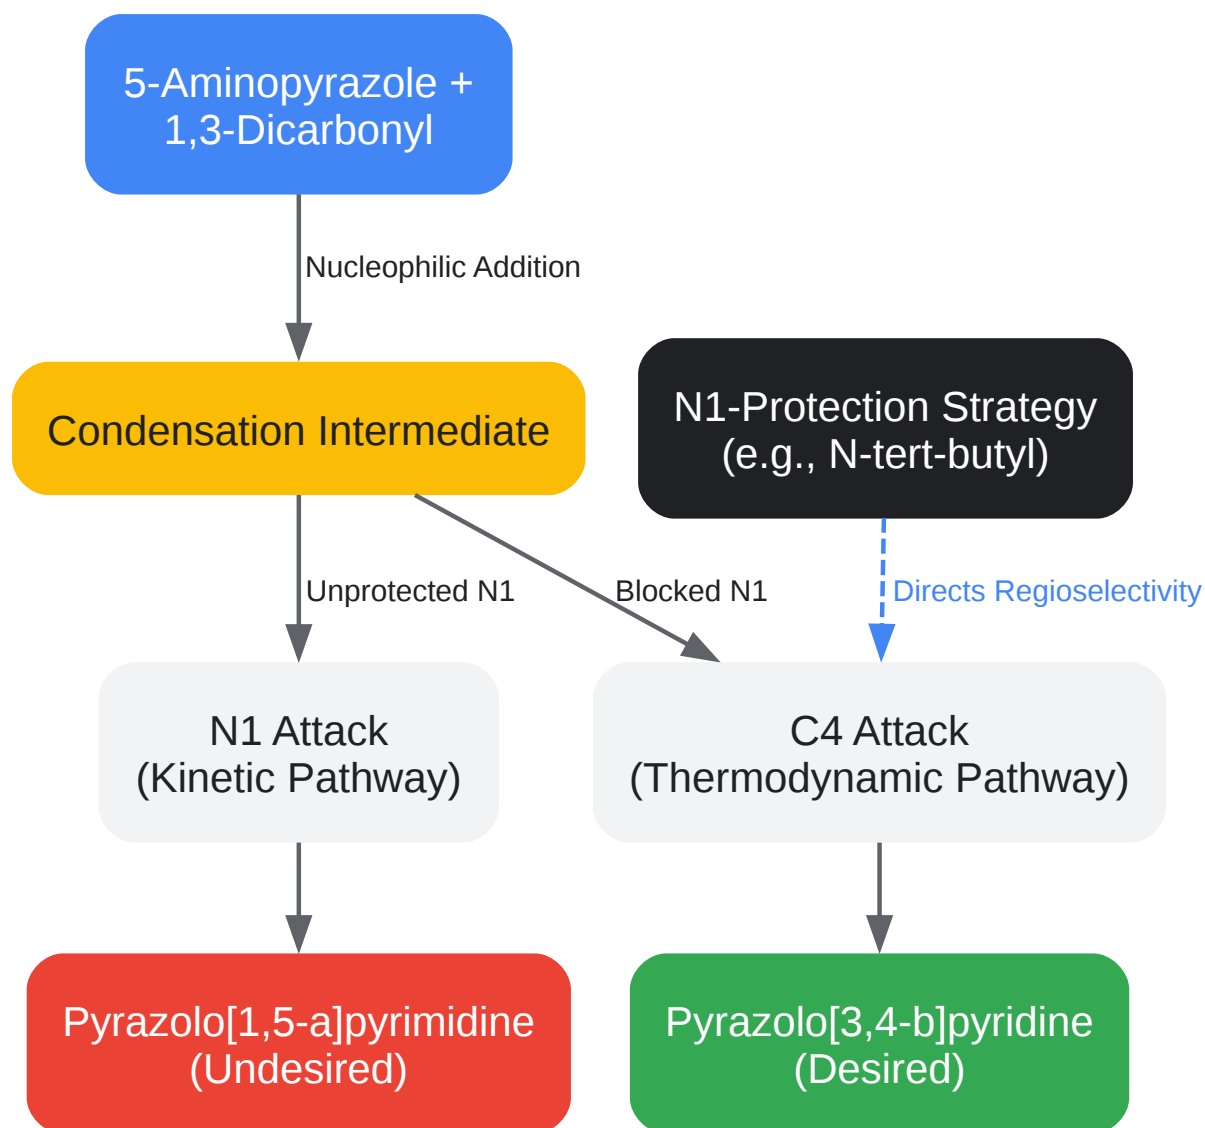 5-Aminopyrazole +
1,3-Dicarbonyl
Nucleophilic Addition
Condensation Intermediate
N1-Protection Strategy
(e.g., N-tert-butyl)
Unprotected N1
Blocked N1
Directs Regioselectivity
N1 Attack
(Kinetic Pathway)
C4 Attack
(Thermodynamic Pathway)
Pyrazolo[1,5-a]pyrimidine
(Undesired)
Pyrazolo[3,4-b]pyridine
(Desired)